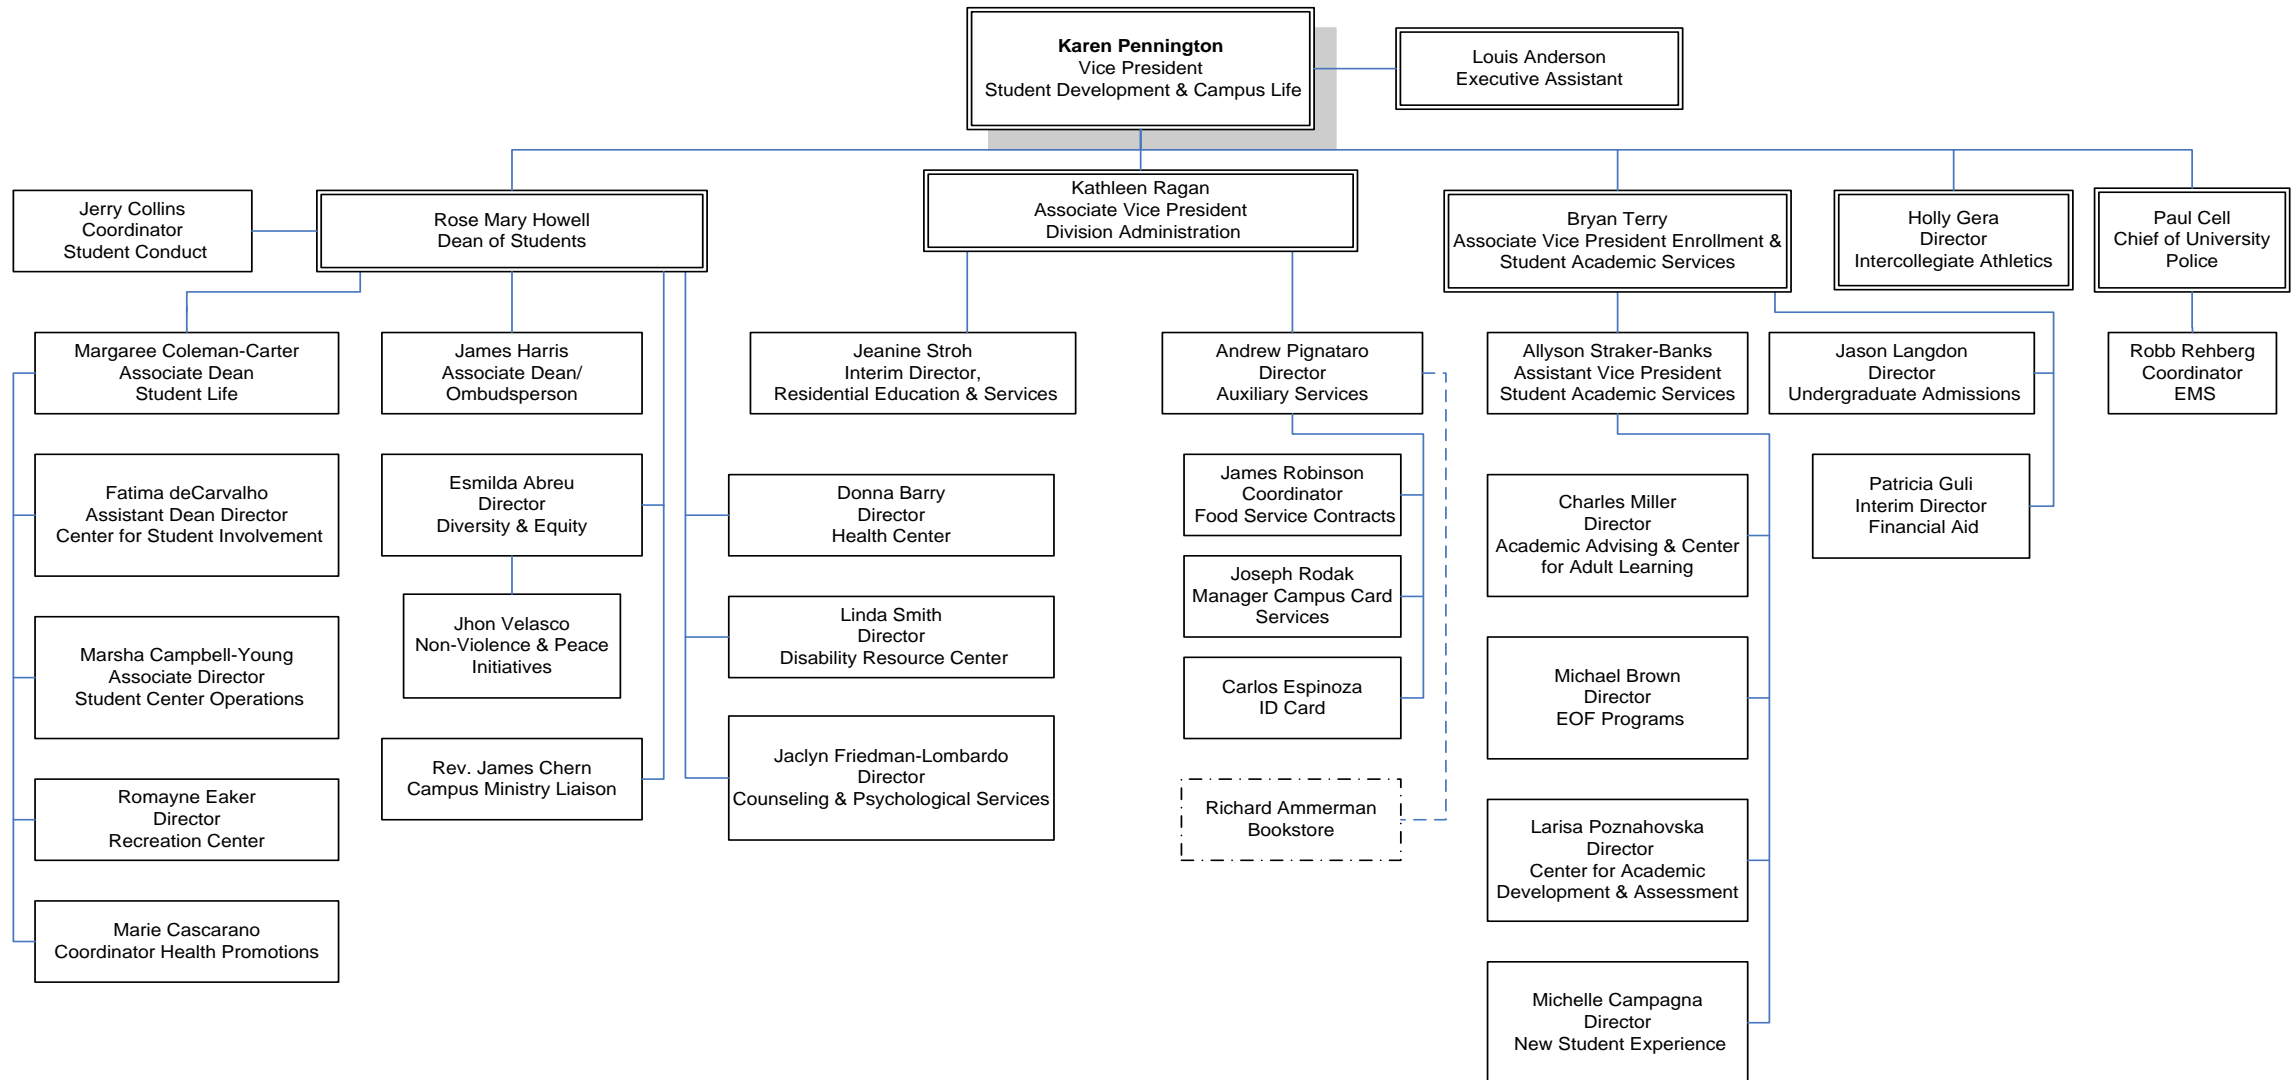 Karen Pennington
Vice President
Student Development & Campus Life
Louis Anderson
Executive Assistant
Jerry Collins
Coordinator
Student Conduct
Rose Mary Howell
Dean of Students
Kathleen Ragan
Associate Vice President
Division Administration
Bryan Terry
Associate Vice President Enrollment &
Student Academic Services
Holly Gera
Director
Intercollegiate Athletics
Paul Cell
Chief of University
Police
Margaree Coleman-Carter
Associate Dean
Student Life
James Harris
Associate Dean/
Ombudsperson
Jeanine Stroh
Interim Director,
Residential Education & Services
Andrew Pignataro
Director
Auxiliary Services
Allyson Straker-Banks
Assistant Vice President
Student Academic Services
Jason Langdon
Director
Undergraduate Admissions
Robb Rehberg
Coordinator
EMS
Fatima deCarvalho
Assistant Dean Director
Center for Student Involvement
Esmilda Abreu
Director
Diversity & Equity
Donna Barry
Director
Health Center
James Robinson
Coordinator
Food Service Contracts
Charles Miller
Director
Academic Advising & Center
for Adult Learning
Patricia Guli
Interim Director
Financial Aid
Joseph Rodak
Manager Campus Card
Services
Jhon Velasco
Non-Violence & Peace
Initiatives
Linda Smith
Director
Disability Resource Center
Marsha Campbell-Young
Associate Director
Student Center Operations
Carlos Espinoza
ID Card
Michael Brown
Director
EOF Programs
Rev. James Chern
Campus Ministry Liaison
Jaclyn Friedman-Lombardo
Director
Counseling & Psychological Services
Richard Ammerman
Bookstore
Romayne Eaker
Director
Recreation Center
Larisa Poznahovska
Director
Center for Academic
Development & Assessment
Marie Cascarano
Coordinator Health Promotions
Michelle Campagna
Director
New Student Experience